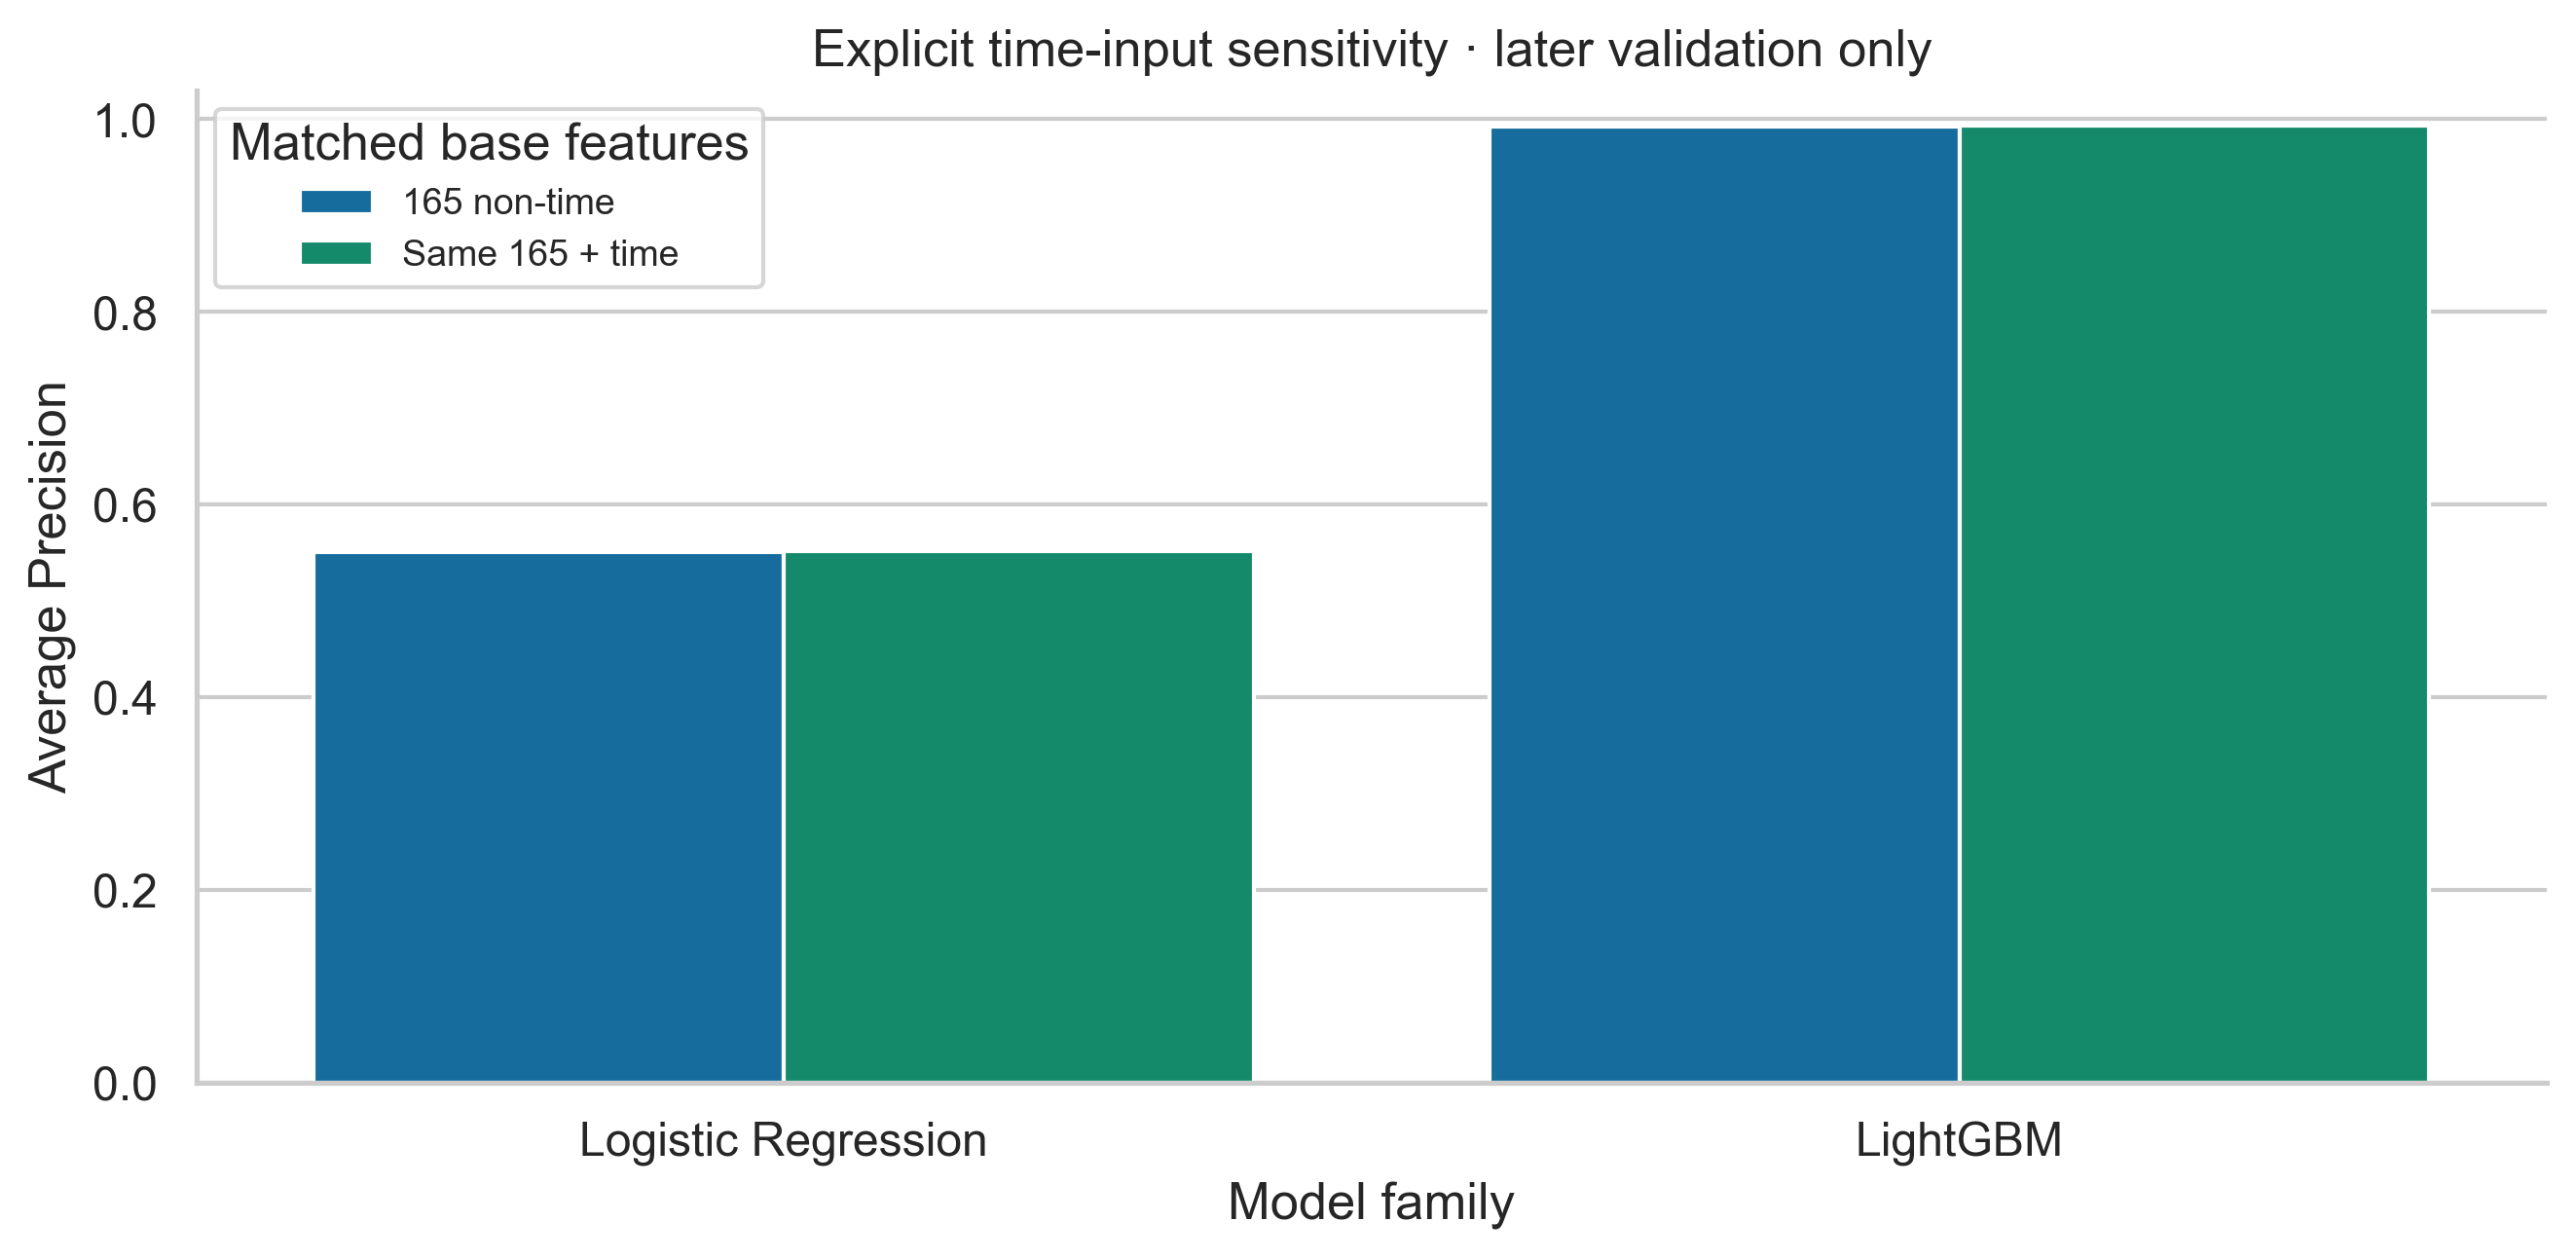 Explicit time-input sensitivity · later validation only
Matched base features
165 non-time
Same 165 + time
Average Precision
1.0
0.8
0.6
0.4
0.2
0.0
Logistic Regression
LightGBM
Model family